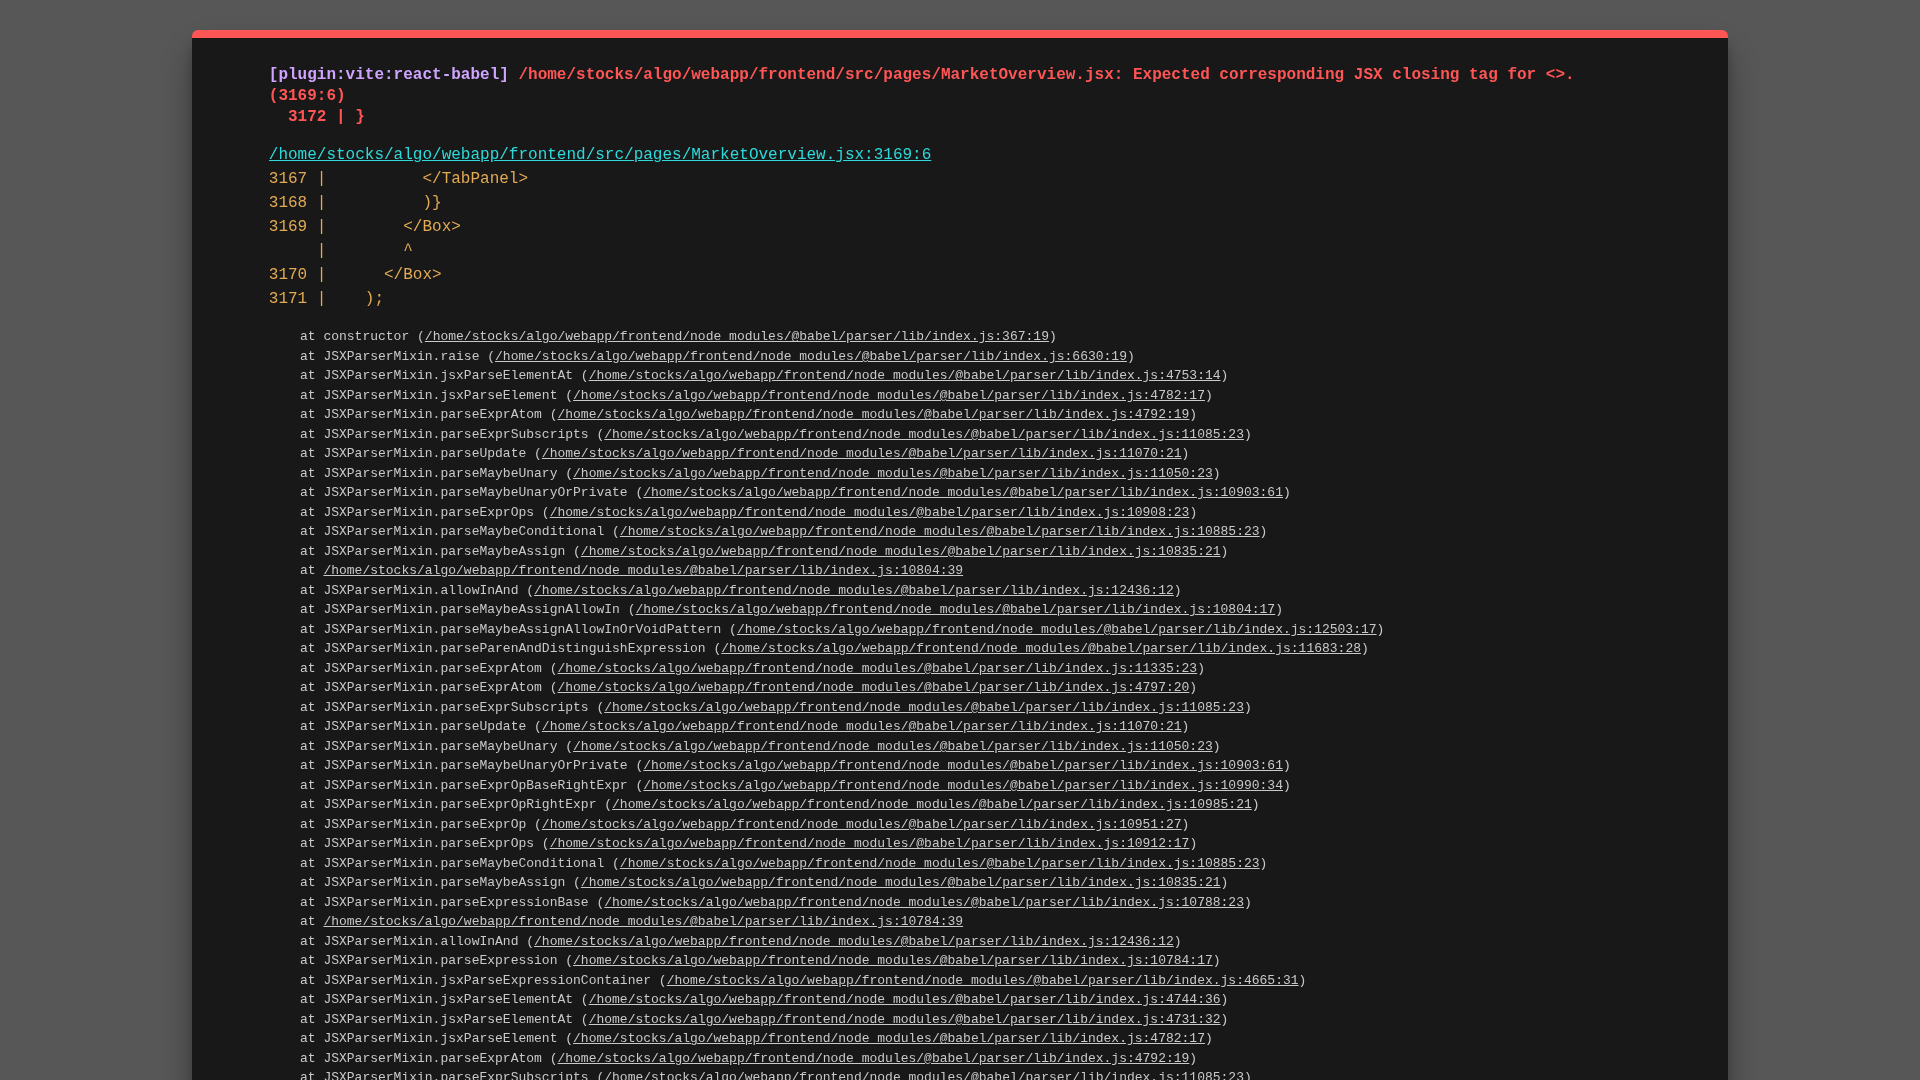 [plugin:vite:react-babel] /home/stocks/algo/webapp/frontend/src/pages/MarketOverview.jsx: Expected corresponding JSX closing tag for <>.
(3169:6)
  3172 | }
/home/stocks/algo/webapp/frontend/src/pages/MarketOverview.jsx:3169:6
3167 |          </TabPanel>
3168 |          )}
3169 |        </Box>
     |        ^
3170 |      </Box>
3171 |    );
at constructor (/home/stocks/algo/webapp/frontend/node_modules/@babel/parser/lib/index.js:367:19)
at JSXParserMixin.raise (/home/stocks/algo/webapp/frontend/node_modules/@babel/parser/lib/index.js:6630:19)
at JSXParserMixin.jsxParseElementAt (/home/stocks/algo/webapp/frontend/node_modules/@babel/parser/lib/index.js:4753:14)
at JSXParserMixin.jsxParseElement (/home/stocks/algo/webapp/frontend/node_modules/@babel/parser/lib/index.js:4782:17)
at JSXParserMixin.parseExprAtom (/home/stocks/algo/webapp/frontend/node_modules/@babel/parser/lib/index.js:4792:19)
at JSXParserMixin.parseExprSubscripts (/home/stocks/algo/webapp/frontend/node_modules/@babel/parser/lib/index.js:11085:23)
at JSXParserMixin.parseUpdate (/home/stocks/algo/webapp/frontend/node_modules/@babel/parser/lib/index.js:11070:21)
at JSXParserMixin.parseMaybeUnary (/home/stocks/algo/webapp/frontend/node_modules/@babel/parser/lib/index.js:11050:23)
at JSXParserMixin.parseMaybeUnaryOrPrivate (/home/stocks/algo/webapp/frontend/node_modules/@babel/parser/lib/index.js:10903:61)
at JSXParserMixin.parseExprOps (/home/stocks/algo/webapp/frontend/node_modules/@babel/parser/lib/index.js:10908:23)
at JSXParserMixin.parseMaybeConditional (/home/stocks/algo/webapp/frontend/node_modules/@babel/parser/lib/index.js:10885:23)
at JSXParserMixin.parseMaybeAssign (/home/stocks/algo/webapp/frontend/node_modules/@babel/parser/lib/index.js:10835:21)
at /home/stocks/algo/webapp/frontend/node_modules/@babel/parser/lib/index.js:10804:39
at JSXParserMixin.allowInAnd (/home/stocks/algo/webapp/frontend/node_modules/@babel/parser/lib/index.js:12436:12)
at JSXParserMixin.parseMaybeAssignAllowIn (/home/stocks/algo/webapp/frontend/node_modules/@babel/parser/lib/index.js:10804:17)
at JSXParserMixin.parseMaybeAssignAllowInOrVoidPattern (/home/stocks/algo/webapp/frontend/node_modules/@babel/parser/lib/index.js:12503:17)
at JSXParserMixin.parseParenAndDistinguishExpression (/home/stocks/algo/webapp/frontend/node_modules/@babel/parser/lib/index.js:11683:28)
at JSXParserMixin.parseExprAtom (/home/stocks/algo/webapp/frontend/node_modules/@babel/parser/lib/index.js:11335:23)
at JSXParserMixin.parseExprAtom (/home/stocks/algo/webapp/frontend/node_modules/@babel/parser/lib/index.js:4797:20)
at JSXParserMixin.parseExprSubscripts (/home/stocks/algo/webapp/frontend/node_modules/@babel/parser/lib/index.js:11085:23)
at JSXParserMixin.parseUpdate (/home/stocks/algo/webapp/frontend/node_modules/@babel/parser/lib/index.js:11070:21)
at JSXParserMixin.parseMaybeUnary (/home/stocks/algo/webapp/frontend/node_modules/@babel/parser/lib/index.js:11050:23)
at JSXParserMixin.parseMaybeUnaryOrPrivate (/home/stocks/algo/webapp/frontend/node_modules/@babel/parser/lib/index.js:10903:61)
at JSXParserMixin.parseExprOpBaseRightExpr (/home/stocks/algo/webapp/frontend/node_modules/@babel/parser/lib/index.js:10990:34)
at JSXParserMixin.parseExprOpRightExpr (/home/stocks/algo/webapp/frontend/node_modules/@babel/parser/lib/index.js:10985:21)
at JSXParserMixin.parseExprOp (/home/stocks/algo/webapp/frontend/node_modules/@babel/parser/lib/index.js:10951:27)
at JSXParserMixin.parseExprOps (/home/stocks/algo/webapp/frontend/node_modules/@babel/parser/lib/index.js:10912:17)
at JSXParserMixin.parseMaybeConditional (/home/stocks/algo/webapp/frontend/node_modules/@babel/parser/lib/index.js:10885:23)
at JSXParserMixin.parseMaybeAssign (/home/stocks/algo/webapp/frontend/node_modules/@babel/parser/lib/index.js:10835:21)
at JSXParserMixin.parseExpressionBase (/home/stocks/algo/webapp/frontend/node_modules/@babel/parser/lib/index.js:10788:23)
at /home/stocks/algo/webapp/frontend/node_modules/@babel/parser/lib/index.js:10784:39
at JSXParserMixin.allowInAnd (/home/stocks/algo/webapp/frontend/node_modules/@babel/parser/lib/index.js:12436:12)
at JSXParserMixin.parseExpression (/home/stocks/algo/webapp/frontend/node_modules/@babel/parser/lib/index.js:10784:17)
at JSXParserMixin.jsxParseExpressionContainer (/home/stocks/algo/webapp/frontend/node_modules/@babel/parser/lib/index.js:4665:31)
at JSXParserMixin.jsxParseElementAt (/home/stocks/algo/webapp/frontend/node_modules/@babel/parser/lib/index.js:4744:36)
at JSXParserMixin.jsxParseElementAt (/home/stocks/algo/webapp/frontend/node_modules/@babel/parser/lib/index.js:4731:32)
at JSXParserMixin.jsxParseElement (/home/stocks/algo/webapp/frontend/node_modules/@babel/parser/lib/index.js:4782:17)
at JSXParserMixin.parseExprAtom (/home/stocks/algo/webapp/frontend/node_modules/@babel/parser/lib/index.js:4792:19)
at JSXParserMixin.parseExprSubscripts (/home/stocks/algo/webapp/frontend/node_modules/@babel/parser/lib/index.js:11085:23)